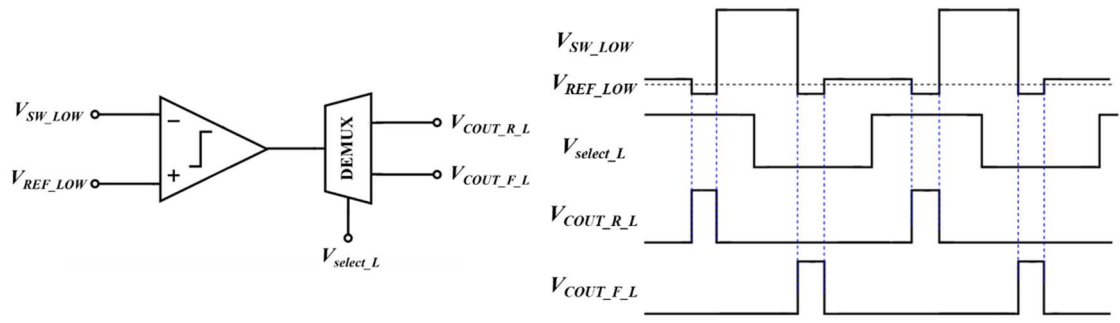 V_SW_LOW
V_REF_LOW
−
+
DEMUX
V_COUT_R_L
V_COUT_F_L
V_select_L
V_SW_LOW
V_REF_LOW
V_select_L
V_COUT_R_L
V_COUT_F_L